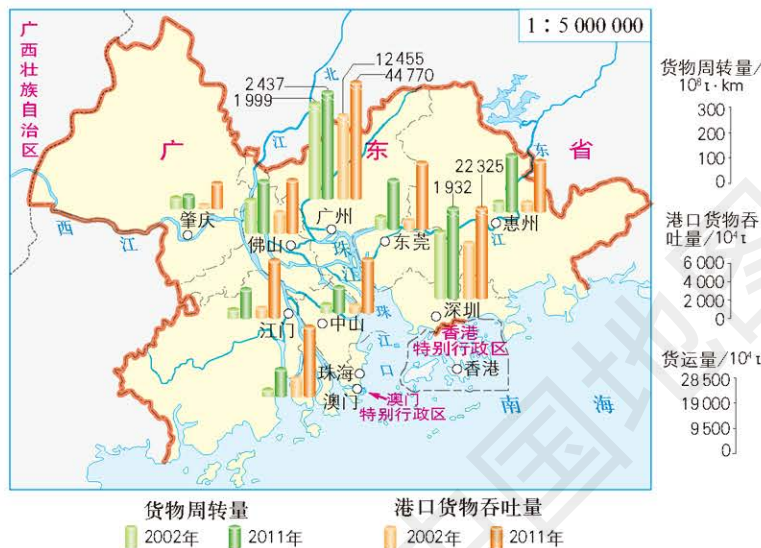 1：5 000 000
广西壮族自治区
北
江
12 455
44 770
2 437
1 999
广
东
省
东
江
22 325
1 932
西
江
肇庆
广州
惠州
佛山
东莞
珠
江
深圳
江门
中山
珠
江
口
香港
特别行政区
珠海
香港
澳门
澳门
特别行政区
南
海
货物周转量/
10⁸t·km
300
200
100
0
港口货物吞
吐量/10⁴t
6 000
4 000
2 000
0
货运量/10⁴t
28 500
19 000
9 500
0
货物周转量
港口货物吞吐量
2002年
2011年
2002年
2011年